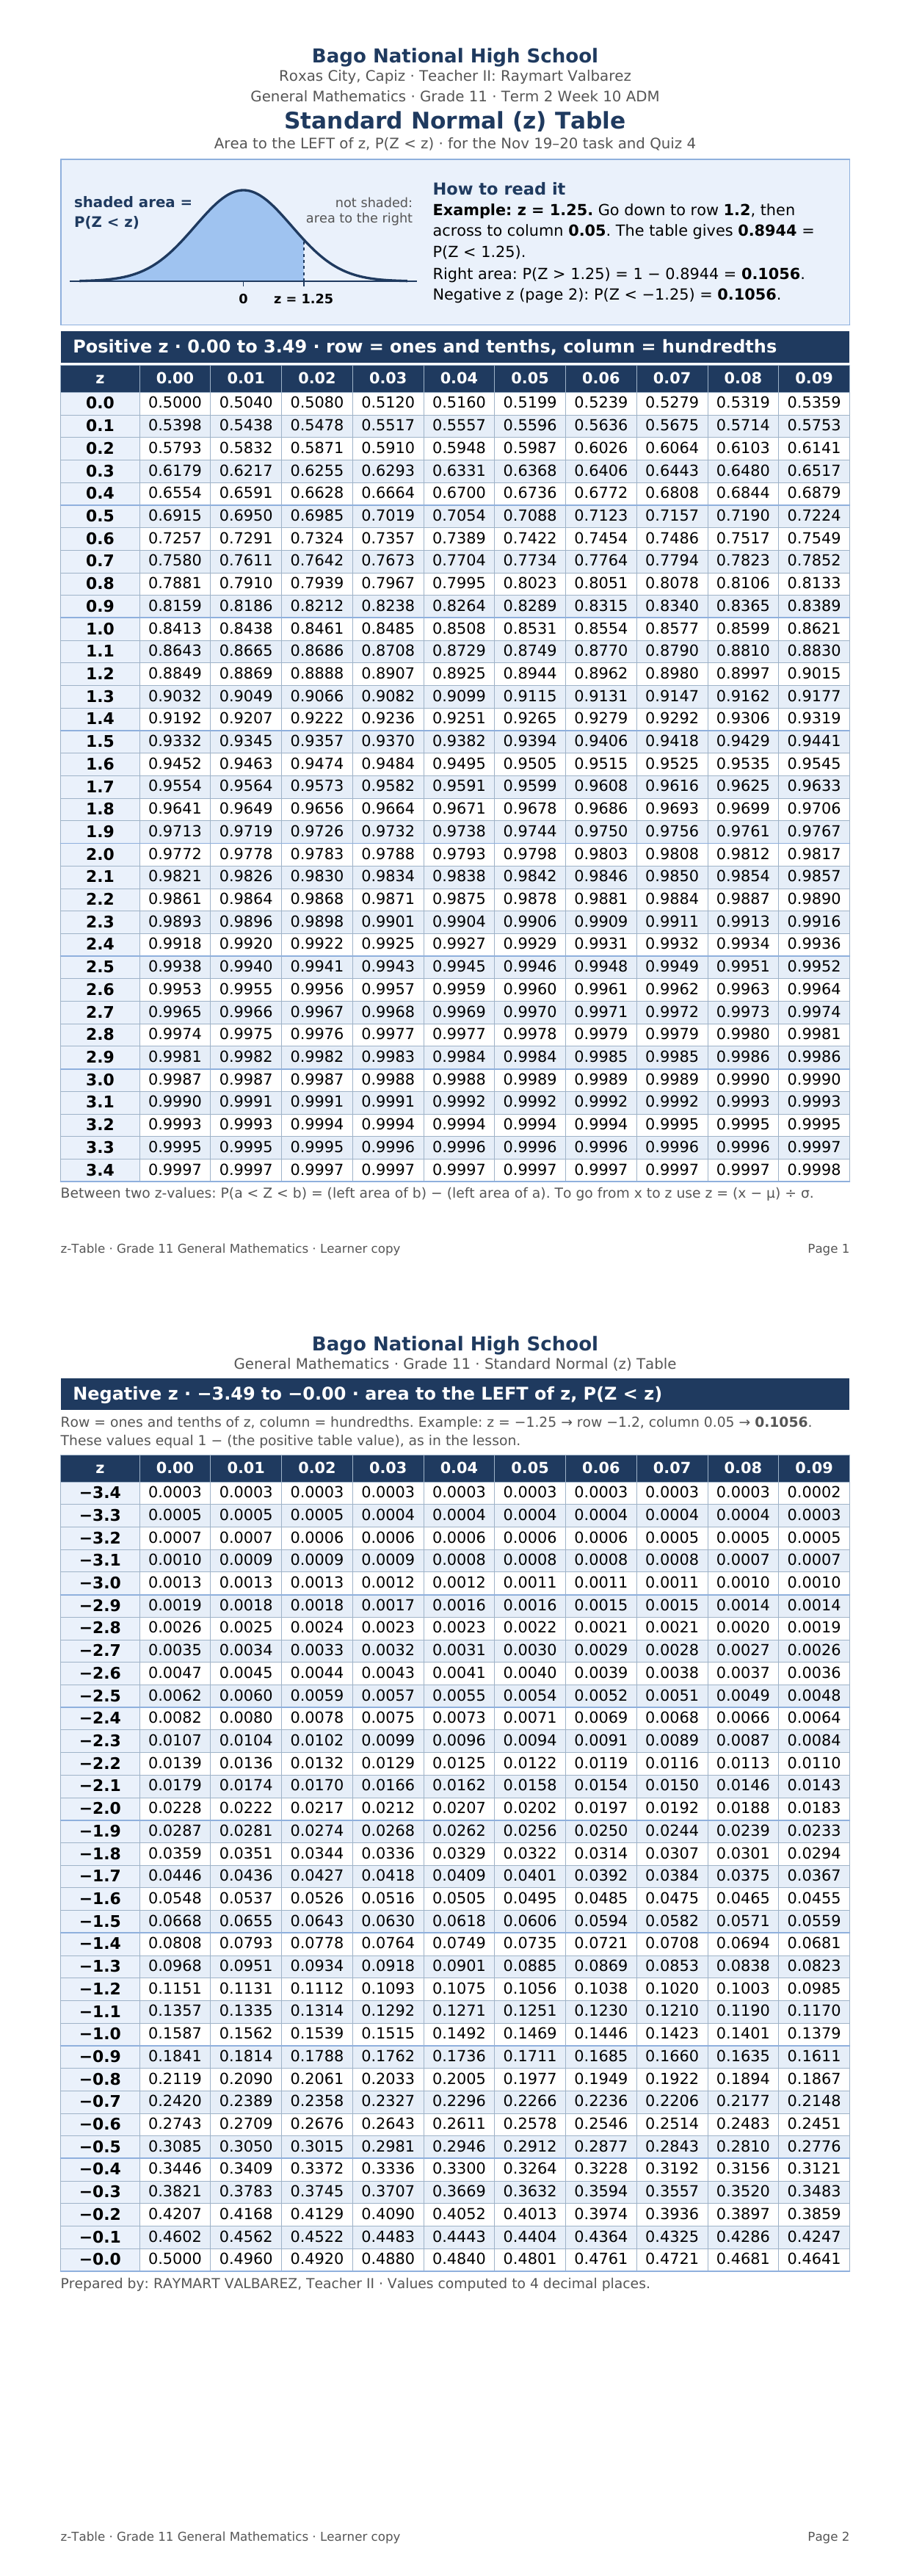 Bago National High School
Roxas City, Capiz · Teacher II: Raymart Valbarez
General Mathematics · Grade 11 · Term 2 Week 10 ADM
Standard Normal (z) Table
Area to the LEFT of z, P(Z < z) · for the Nov 19–20 task and Quiz 4
shaded area =
P(Z < z)
not shaded:
area to the right
0 z = 1.25
How to read it
Example: z = 1.25. Go down to row 1.2, then
across to column 0.05. The table gives 0.8944 =
P(Z < 1.25).
Right area: P(Z > 1.25) = 1 − 0.8944 = 0.1056.
Negative z (page 2): P(Z < −1.25) = 0.1056.
Positive z · 0.00 to 3.49 · row = ones and tenths, column = hundredths
z 0.00 0.01 0.02 0.03 0.04 0.05 0.06 0.07 0.08 0.09
0.0 0.5000 0.5040 0.5080 0.5120 0.5160 0.5199 0.5239 0.5279 0.5319 0.5359
0.1 0.5398 0.5438 0.5478 0.5517 0.5557 0.5596 0.5636 0.5675 0.5714 0.5753
0.2 0.5793 0.5832 0.5871 0.5910 0.5948 0.5987 0.6026 0.6064 0.6103 0.6141
0.3 0.6179 0.6217 0.6255 0.6293 0.6331 0.6368 0.6406 0.6443 0.6480 0.6517
0.4 0.6554 0.6591 0.6628 0.6664 0.6700 0.6736 0.6772 0.6808 0.6844 0.6879
0.5 0.6915 0.6950 0.6985 0.7019 0.7054 0.7088 0.7123 0.7157 0.7190 0.7224
0.6 0.7257 0.7291 0.7324 0.7357 0.7389 0.7422 0.7454 0.7486 0.7517 0.7549
0.7 0.7580 0.7611 0.7642 0.7673 0.7704 0.7734 0.7764 0.7794 0.7823 0.7852
0.8 0.7881 0.7910 0.7939 0.7967 0.7995 0.8023 0.8051 0.8078 0.8106 0.8133
0.9 0.8159 0.8186 0.8212 0.8238 0.8264 0.8289 0.8315 0.8340 0.8365 0.8389
1.0 0.8413 0.8438 0.8461 0.8485 0.8508 0.8531 0.8554 0.8577 0.8599 0.8621
1.1 0.8643 0.8665 0.8686 0.8708 0.8729 0.8749 0.8770 0.8790 0.8810 0.8830
1.2 0.8849 0.8869 0.8888 0.8907 0.8925 0.8944 0.8962 0.8980 0.8997 0.9015
1.3 0.9032 0.9049 0.9066 0.9082 0.9099 0.9115 0.9131 0.9147 0.9162 0.9177
1.4 0.9192 0.9207 0.9222 0.9236 0.9251 0.9265 0.9279 0.9292 0.9306 0.9319
1.5 0.9332 0.9345 0.9357 0.9370 0.9382 0.9394 0.9406 0.9418 0.9429 0.9441
1.6 0.9452 0.9463 0.9474 0.9484 0.9495 0.9505 0.9515 0.9525 0.9535 0.9545
1.7 0.9554 0.9564 0.9573 0.9582 0.9591 0.9599 0.9608 0.9616 0.9625 0.9633
1.8 0.9641 0.9649 0.9656 0.9664 0.9671 0.9678 0.9686 0.9693 0.9699 0.9706
1.9 0.9713 0.9719 0.9726 0.9732 0.9738 0.9744 0.9750 0.9756 0.9761 0.9767
2.0 0.9772 0.9778 0.9783 0.9788 0.9793 0.9798 0.9803 0.9808 0.9812 0.9817
2.1 0.9821 0.9826 0.9830 0.9834 0.9838 0.9842 0.9846 0.9850 0.9854 0.9857
2.2 0.9861 0.9864 0.9868 0.9871 0.9875 0.9878 0.9881 0.9884 0.9887 0.9890
2.3 0.9893 0.9896 0.9898 0.9901 0.9904 0.9906 0.9909 0.9911 0.9913 0.9916
2.4 0.9918 0.9920 0.9922 0.9925 0.9927 0.9929 0.9931 0.9932 0.9934 0.9936
2.5 0.9938 0.9940 0.9941 0.9943 0.9945 0.9946 0.9948 0.9949 0.9951 0.9952
2.6 0.9953 0.9955 0.9956 0.9957 0.9959 0.9960 0.9961 0.9962 0.9963 0.9964
2.7 0.9965 0.9966 0.9967 0.9968 0.9969 0.9970 0.9971 0.9972 0.9973 0.9974
2.8 0.9974 0.9975 0.9976 0.9977 0.9977 0.9978 0.9979 0.9979 0.9980 0.9981
2.9 0.9981 0.9982 0.9982 0.9983 0.9984 0.9984 0.9985 0.9985 0.9986 0.9986
3.0 0.9987 0.9987 0.9987 0.9988 0.9988 0.9989 0.9989 0.9989 0.9990 0.9990
3.1 0.9990 0.9991 0.9991 0.9991 0.9992 0.9992 0.9992 0.9992 0.9993 0.9993
3.2 0.9993 0.9993 0.9994 0.9994 0.9994 0.9994 0.9994 0.9995 0.9995 0.9995
3.3 0.9995 0.9995 0.9995 0.9996 0.9996 0.9996 0.9996 0.9996 0.9996 0.9997
3.4 0.9997 0.9997 0.9997 0.9997 0.9997 0.9997 0.9997 0.9997 0.9997 0.9998
Between two z-values: P(a < Z < b) = (left area of b) − (left area of a). To go from x to z use z = (x − μ) ÷ σ.
z-Table · Grade 11 General Mathematics · Learner copy Page 1
Bago National High School
General Mathematics · Grade 11 · Standard Normal (z) Table
Negative z · −3.49 to −0.00 · area to the LEFT of z, P(Z < z)
Row = ones and tenths of z, column = hundredths. Example: z = −1.25 → row −1.2, column 0.05 → 0.1056.
These values equal 1 − (the positive table value), as in the lesson.
z 0.00 0.01 0.02 0.03 0.04 0.05 0.06 0.07 0.08 0.09
−3.4 0.0003 0.0003 0.0003 0.0003 0.0003 0.0003 0.0003 0.0003 0.0003 0.0002
−3.3 0.0005 0.0005 0.0005 0.0004 0.0004 0.0004 0.0004 0.0004 0.0004 0.0003
−3.2 0.0007 0.0007 0.0006 0.0006 0.0006 0.0006 0.0006 0.0005 0.0005 0.0005
−3.1 0.0010 0.0009 0.0009 0.0009 0.0008 0.0008 0.0008 0.0008 0.0007 0.0007
−3.0 0.0013 0.0013 0.0013 0.0012 0.0012 0.0011 0.0011 0.0011 0.0010 0.0010
−2.9 0.0019 0.0018 0.0018 0.0017 0.0016 0.0016 0.0015 0.0015 0.0014 0.0014
−2.8 0.0026 0.0025 0.0024 0.0023 0.0023 0.0022 0.0021 0.0021 0.0020 0.0019
−2.7 0.0035 0.0034 0.0033 0.0032 0.0031 0.0030 0.0029 0.0028 0.0027 0.0026
−2.6 0.0047 0.0045 0.0044 0.0043 0.0041 0.0040 0.0039 0.0038 0.0037 0.0036
−2.5 0.0062 0.0060 0.0059 0.0057 0.0055 0.0054 0.0052 0.0051 0.0049 0.0048
−2.4 0.0082 0.0080 0.0078 0.0075 0.0073 0.0071 0.0069 0.0068 0.0066 0.0064
−2.3 0.0107 0.0104 0.0102 0.0099 0.0096 0.0094 0.0091 0.0089 0.0087 0.0084
−2.2 0.0139 0.0136 0.0132 0.0129 0.0125 0.0122 0.0119 0.0116 0.0113 0.0110
−2.1 0.0179 0.0174 0.0170 0.0166 0.0162 0.0158 0.0154 0.0150 0.0146 0.0143
−2.0 0.0228 0.0222 0.0217 0.0212 0.0207 0.0202 0.0197 0.0192 0.0188 0.0183
−1.9 0.0287 0.0281 0.0274 0.0268 0.0262 0.0256 0.0250 0.0244 0.0239 0.0233
−1.8 0.0359 0.0351 0.0344 0.0336 0.0329 0.0322 0.0314 0.0307 0.0301 0.0294
−1.7 0.0446 0.0436 0.0427 0.0418 0.0409 0.0401 0.0392 0.0384 0.0375 0.0367
−1.6 0.0548 0.0537 0.0526 0.0516 0.0505 0.0495 0.0485 0.0475 0.0465 0.0455
−1.5 0.0668 0.0655 0.0643 0.0630 0.0618 0.0606 0.0594 0.0582 0.0571 0.0559
−1.4 0.0808 0.0793 0.0778 0.0764 0.0749 0.0735 0.0721 0.0708 0.0694 0.0681
−1.3 0.0968 0.0951 0.0934 0.0918 0.0901 0.0885 0.0869 0.0853 0.0838 0.0823
−1.2 0.1151 0.1131 0.1112 0.1093 0.1075 0.1056 0.1038 0.1020 0.1003 0.0985
−1.1 0.1357 0.1335 0.1314 0.1292 0.1271 0.1251 0.1230 0.1210 0.1190 0.1170
−1.0 0.1587 0.1562 0.1539 0.1515 0.1492 0.1469 0.1446 0.1423 0.1401 0.1379
−0.9 0.1841 0.1814 0.1788 0.1762 0.1736 0.1711 0.1685 0.1660 0.1635 0.1611
−0.8 0.2119 0.2090 0.2061 0.2033 0.2005 0.1977 0.1949 0.1922 0.1894 0.1867
−0.7 0.2420 0.2389 0.2358 0.2327 0.2296 0.2266 0.2236 0.2206 0.2177 0.2148
−0.6 0.2743 0.2709 0.2676 0.2643 0.2611 0.2578 0.2546 0.2514 0.2483 0.2451
−0.5 0.3085 0.3050 0.3015 0.2981 0.2946 0.2912 0.2877 0.2843 0.2810 0.2776
−0.4 0.3446 0.3409 0.3372 0.3336 0.3300 0.3264 0.3228 0.3192 0.3156 0.3121
−0.3 0.3821 0.3783 0.3745 0.3707 0.3669 0.3632 0.3594 0.3557 0.3520 0.3483
−0.2 0.4207 0.4168 0.4129 0.4090 0.4052 0.4013 0.3974 0.3936 0.3897 0.3859
−0.1 0.4602 0.4562 0.4522 0.4483 0.4443 0.4404 0.4364 0.4325 0.4286 0.4247
−0.0 0.5000 0.4960 0.4920 0.4880 0.4840 0.4801 0.4761 0.4721 0.4681 0.4641
Prepared by: RAYMART VALBAREZ, Teacher II · Values computed to 4 decimal places.
z-Table · Grade 11 General Mathematics · Learner copy Page 2